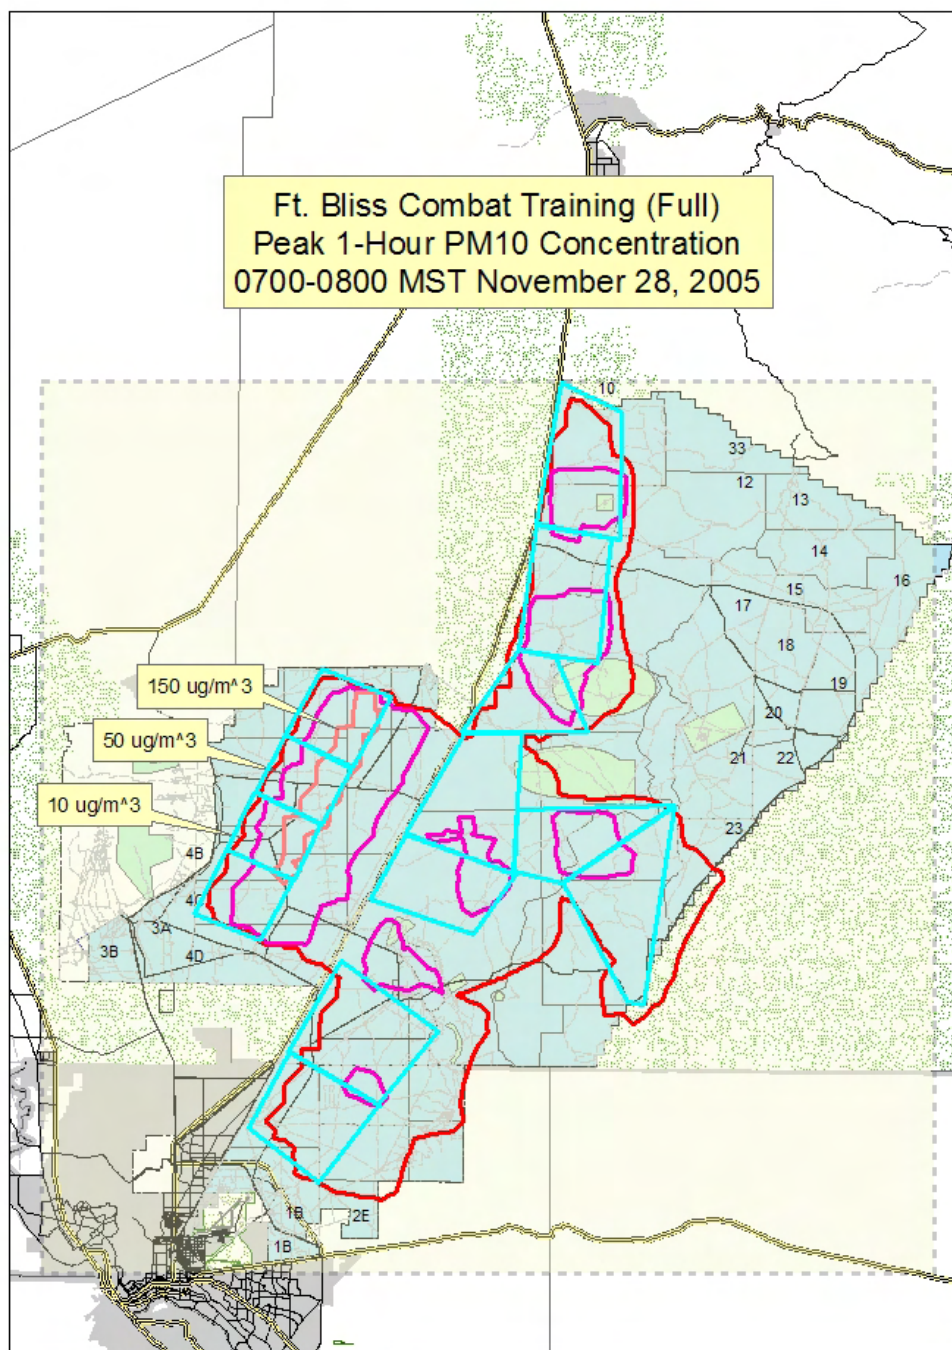 Ft. Bliss Combat Training (Full)
Peak 1-Hour PM10 Concentration
0700-0800 MST November 28, 2005
10
33
12
13
14
16
15
17
18
150 ug/m^3
19
50 ug/m^3
20
21
22
10 ug/m^3
23
4B
4C
3A
3B
4D
1B
2E
1B